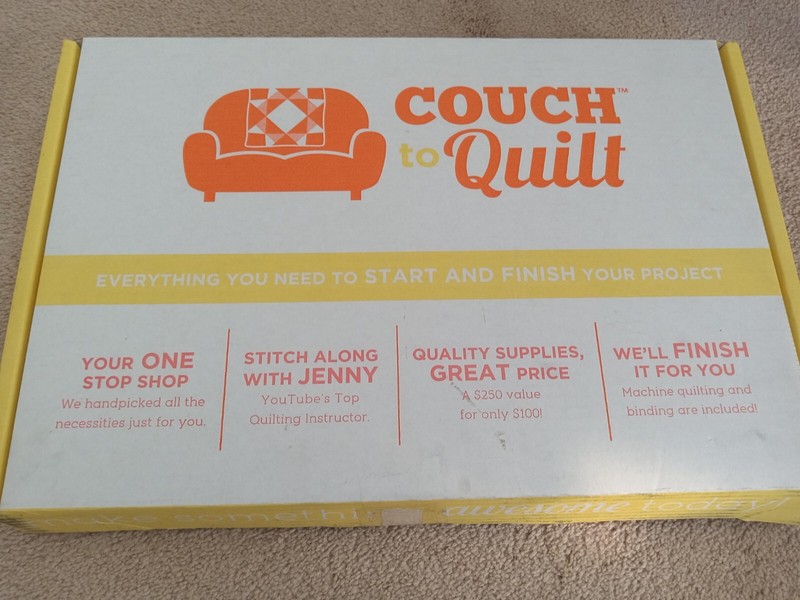 COUCH™
to Quilt
EVERYTHING YOU NEED TO START AND FINISH YOUR PROJECT
YOUR ONE
STOP SHOP
We handpicked all the
necessities just for you.
STITCH ALONG
WITH JENNY
YouTube's Top
Quilting Instructor.
QUALITY SUPPLIES,
GREAT PRICE
A $250 value
for only $100!
WE'LL FINISH
IT FOR YOU
Machine quilting and
binding are included!
make something awesome today!